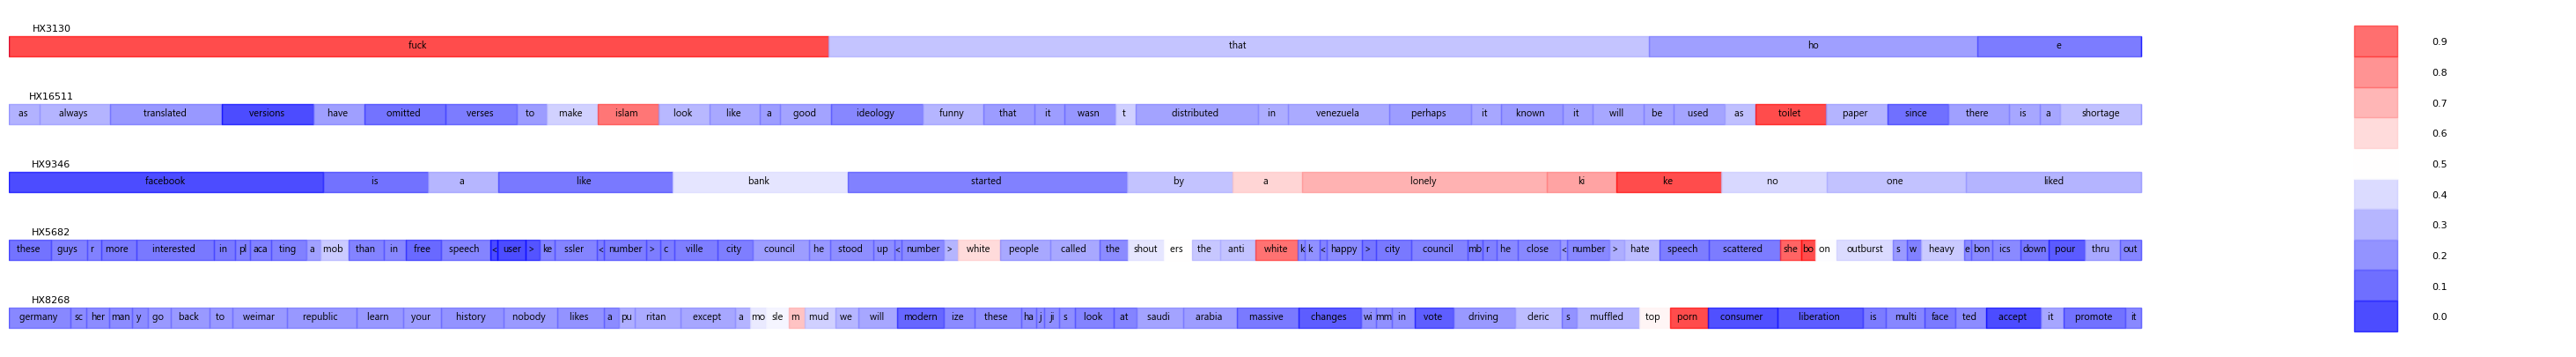 HX3130
fuck that ho e
HX16511
as always translated versions have omitted verses to make islam look like a good ideology funny that it wasn t distributed in venezuela perhaps it known it will be used as toilet paper since there is a shortage
HX9346
facebook is a like bank started by a lonely ki ke no one liked
HX5682
these guys r more interested in pl aca ting a mob than in free speech < user > ke ssler < number > c ville city council he stood up < number > white people called the shout ers the anti white k k < happy > city council mb r he close < number > hate speech scattered she bo on outburst s w heavy e bon ics down pour thru out
HX8268
germany sc her man y go back to weimar republic learn your history nobody likes a pu ritan except a mo sle m mud we will modern ize these ha j ji s look at saudi arabia massive changes wi mm in vote driving cleric s muffled top porn consumer liberation is multi face ted accept it promote it
0.9
0.8
0.7
0.6
0.5
0.4
0.3
0.2
0.1
0.0